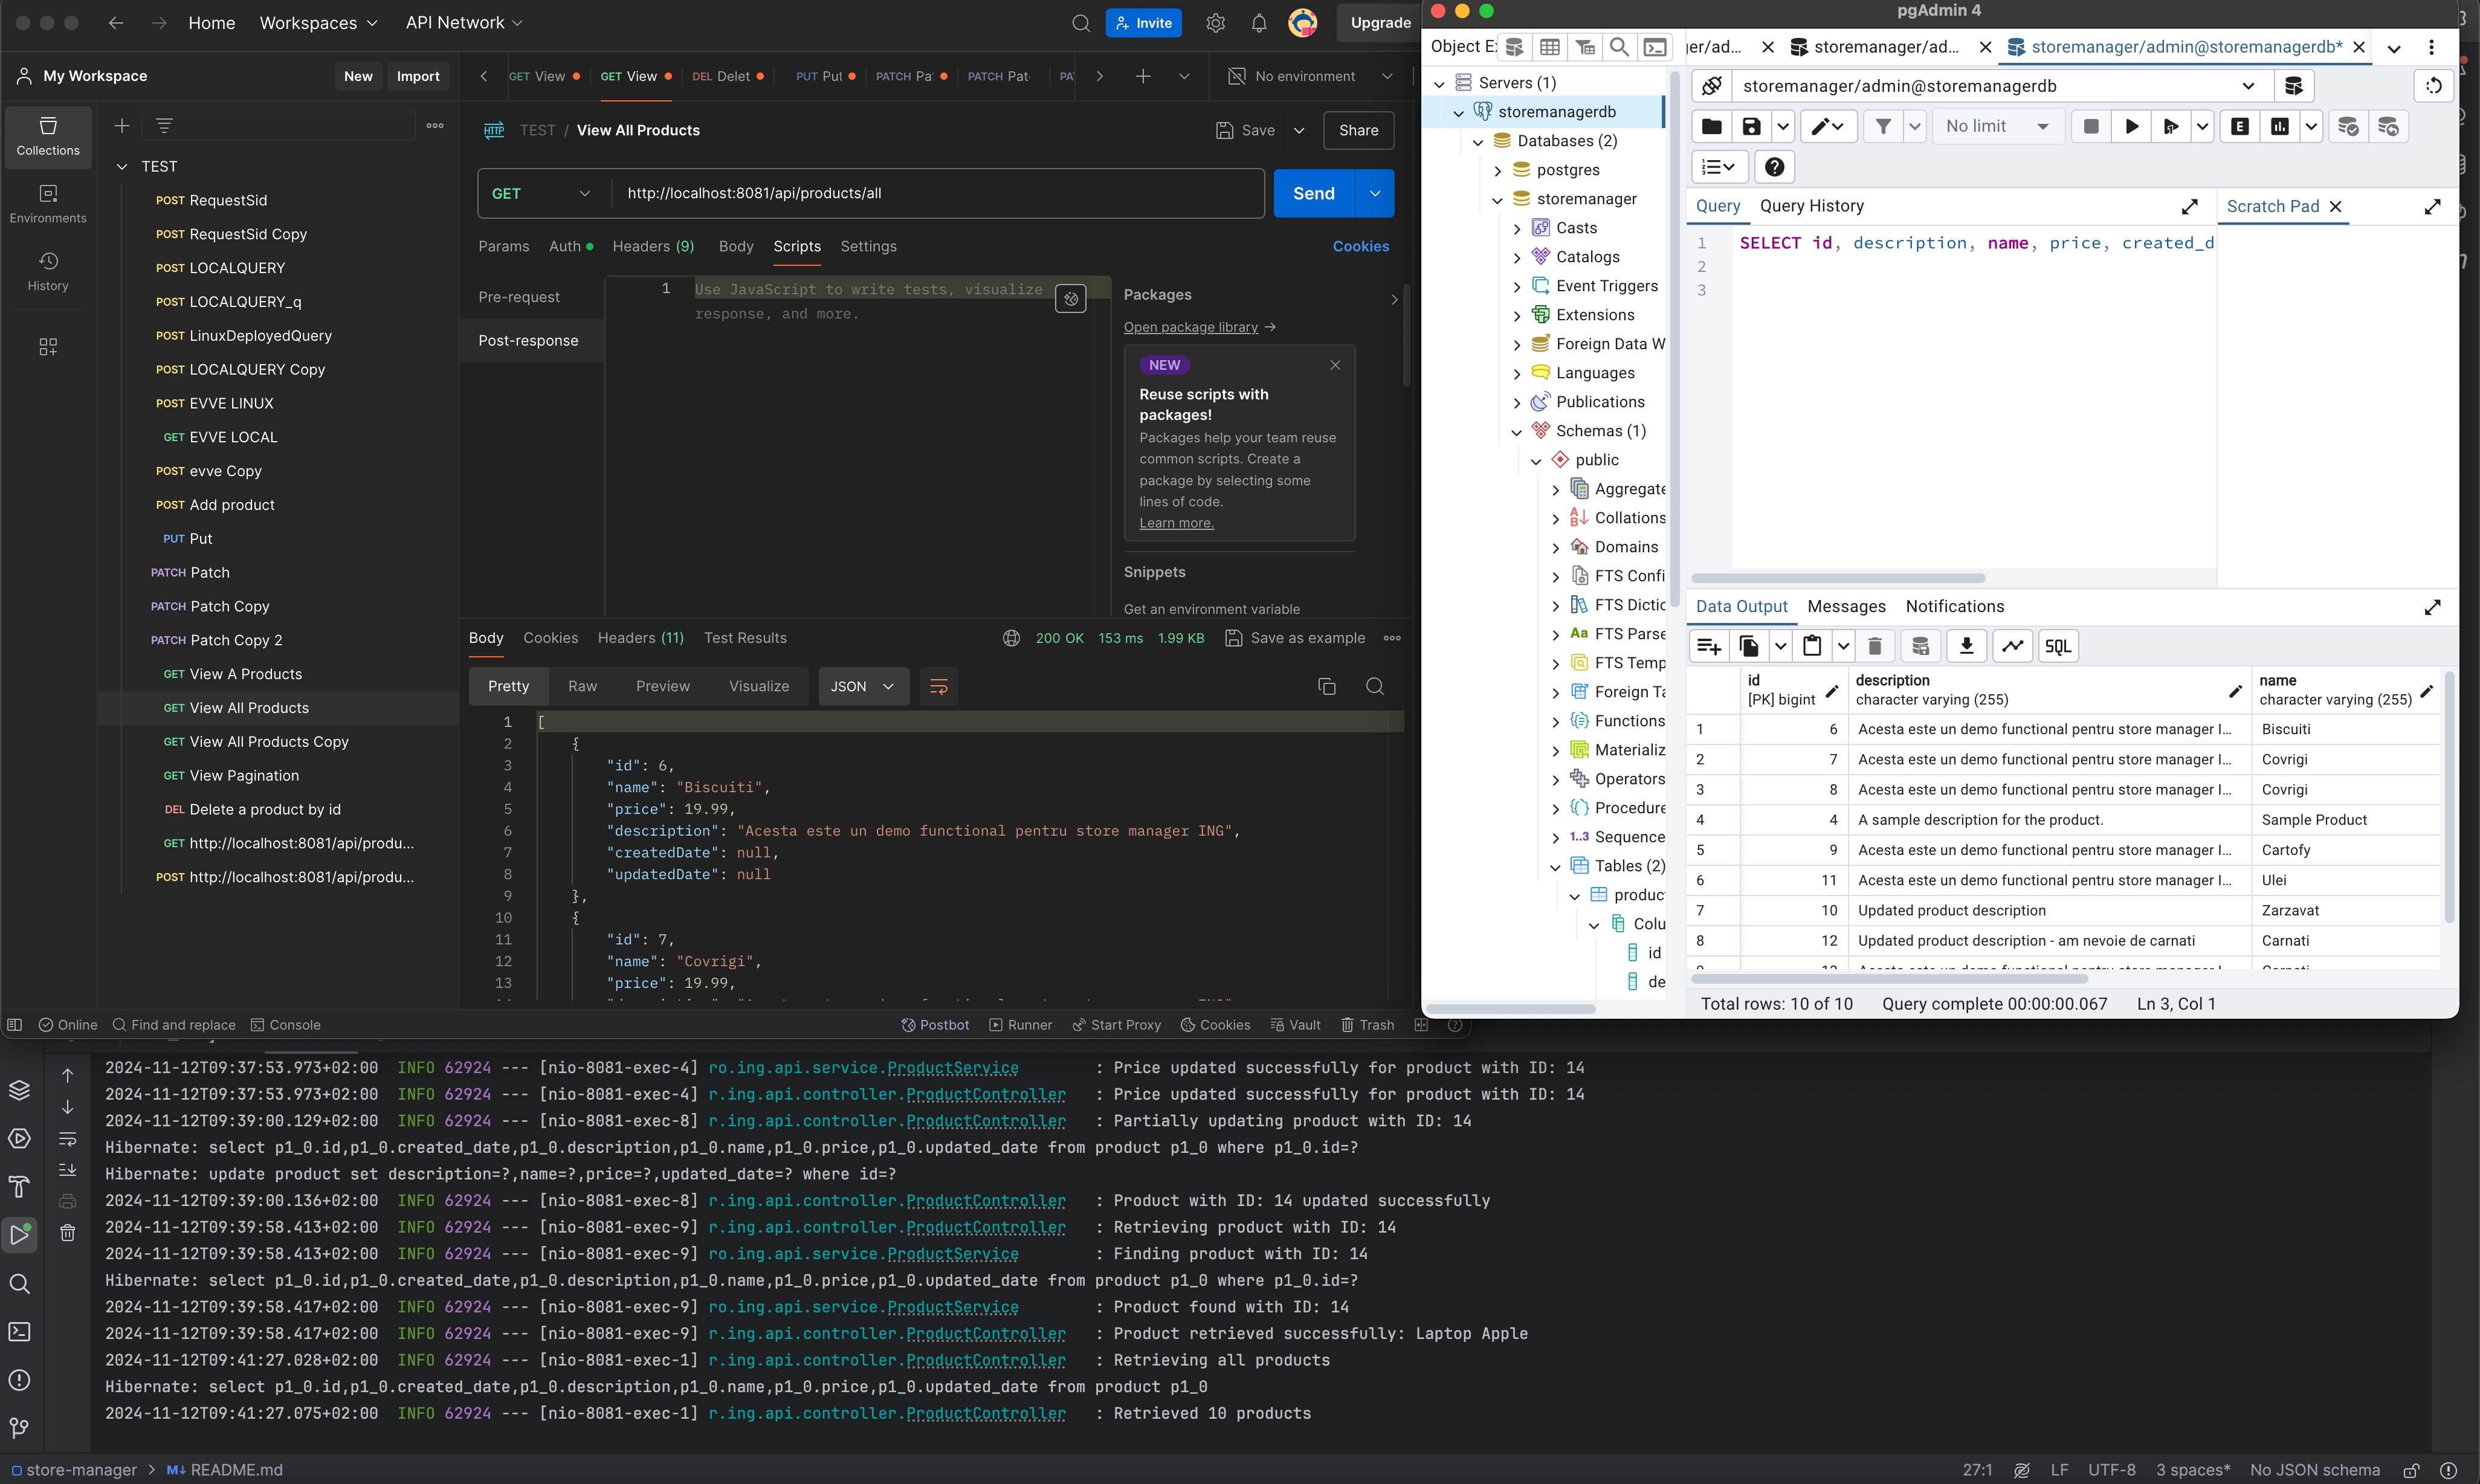 Home Workspaces API Network Invite Upgrade
My Workspace New Import
GET View GET View DEL Delet PUT Put PATCH Pa PATCH Pat PA No environment
Collections
Environments
History
TEST
POST RequestSid
POST RequestSid Copy
POST LOCALQUERY
POST LOCALQUERY_q
POST LinuxDeployedQuery
POST LOCALQUERY Copy
POST EVVE LINUX
GET EVVE LOCAL
POST evve Copy
POST Add product
PUT Put
PATCH Patch
PATCH Patch Copy
PATCH Patch Copy 2
GET View A Products
GET View All Products
GET View All Products Copy
GET View Pagination
DEL Delete a product by id
GET http://localhost:8081/api/produ...
POST http://localhost:8081/api/produ...
HTTP TEST / View All Products Save Share
GET http://localhost:8081/api/products/all Send
Params Auth Headers (9) Body Scripts Settings Cookies
Pre-request
Post-response
1 Use JavaScript to write tests, visualize
response, and more.
Packages
Open package library →
NEW
Reuse scripts with
packages!
Packages help your team reuse
common scripts. Create a
package by selecting some
lines of code.
Learn more.
Snippets
Get an environment variable
Body Cookies Headers (11) Test Results 200 OK 153 ms 1.99 KB Save as example
Pretty Raw Preview Visualize JSON
1 [
2 {
3 "id": 6,
4 "name": "Biscuiti",
5 "price": 19.99,
6 "description": "Acesta este un demo functional pentru store manager ING",
7 "createdDate": null,
8 "updatedDate": null
9 },
10 {
11 "id": 7,
12 "name": "Covrigi",
13 "price": 19.99,
Online Find and replace Console Postbot Runner Start Proxy Cookies Vault Trash
pgAdmin 4
Object E
jer/ad... storemanager/ad... storemanager/admin@storemanagerdb*
storemanager/admin@storemanagerdb
No limit
Servers (1)
storemanagerdb
Databases (2)
postgres
storemanager
Casts
Catalogs
Event Triggers
Extensions
Foreign Data W
Languages
Publications
Schemas (1)
public
Aggregate
Collations
Domains
FTS Confi
FTS Dictio
FTS Parse
FTS Temp
Foreign Ta
Functions
Materializ
Operators
Procedure
1..3 Sequence
Tables (2)
produc
Colu
id
de
Query Query History Scratch Pad
1 SELECT id, description, name, price, created_d
2
3
Data Output Messages Notifications
SQL
id description name
[PK] bigint character varying (255) character varying (255)
1 6 Acesta este un demo functional pentru store manager I... Biscuiti
2 7 Acesta este un demo functional pentru store manager I... Covrigi
3 8 Acesta este un demo functional pentru store manager I... Covrigi
4 4 A sample description for the product. Sample Product
5 9 Acesta este un demo functional pentru store manager I... Cartofy
6 11 Acesta este un demo functional pentru store manager I... Ulei
7 10 Updated product description Zarzavat
8 12 Updated product description - am nevoie de carnati Carnati
Total rows: 10 of 10 Query complete 00:00:00.067 Ln 3, Col 1
2024-11-12T09:37:53.973+02:00 INFO 62924 --- [nio-8081-exec-4] ro.ing.api.service.ProductService : Price updated successfully for product with ID: 14
2024-11-12T09:37:53.973+02:00 INFO 62924 --- [nio-8081-exec-4] r.ing.api.controller.ProductController : Price updated successfully for product with ID: 14
2024-11-12T09:39:00.129+02:00 INFO 62924 --- [nio-8081-exec-8] r.ing.api.controller.ProductController : Partially updating product with ID: 14
Hibernate: select p1_0.id,p1_0.created_date,p1_0.description,p1_0.name,p1_0.price,p1_0.updated_date from product p1_0 where p1_0.id=?
Hibernate: update product set description=?,name=?,price=?,updated_date=? where id=?
2024-11-12T09:39:00.136+02:00 INFO 62924 --- [nio-8081-exec-8] r.ing.api.controller.ProductController : Product with ID: 14 updated successfully
2024-11-12T09:39:58.413+02:00 INFO 62924 --- [nio-8081-exec-9] r.ing.api.controller.ProductController : Retrieving product with ID: 14
2024-11-12T09:39:58.413+02:00 INFO 62924 --- [nio-8081-exec-9] ro.ing.api.service.ProductService : Finding product with ID: 14
Hibernate: select p1_0.id,p1_0.created_date,p1_0.description,p1_0.name,p1_0.price,p1_0.updated_date from product p1_0 where p1_0.id=?
2024-11-12T09:39:58.417+02:00 INFO 62924 --- [nio-8081-exec-9] ro.ing.api.service.ProductService : Product found with ID: 14
2024-11-12T09:39:58.417+02:00 INFO 62924 --- [nio-8081-exec-9] r.ing.api.controller.ProductController : Product retrieved successfully: Laptop Apple
2024-11-12T09:41:27.028+02:00 INFO 62924 --- [nio-8081-exec-1] r.ing.api.controller.ProductController : Retrieving all products
Hibernate: select p1_0.id,p1_0.created_date,p1_0.description,p1_0.name,p1_0.price,p1_0.updated_date from product p1_0
2024-11-12T09:41:27.075+02:00 INFO 62924 --- [nio-8081-exec-1] r.ing.api.controller.ProductController : Retrieved 10 products
store-manager > M↓ README.md 27:1 LF UTF-8 3 spaces* No JSON schema